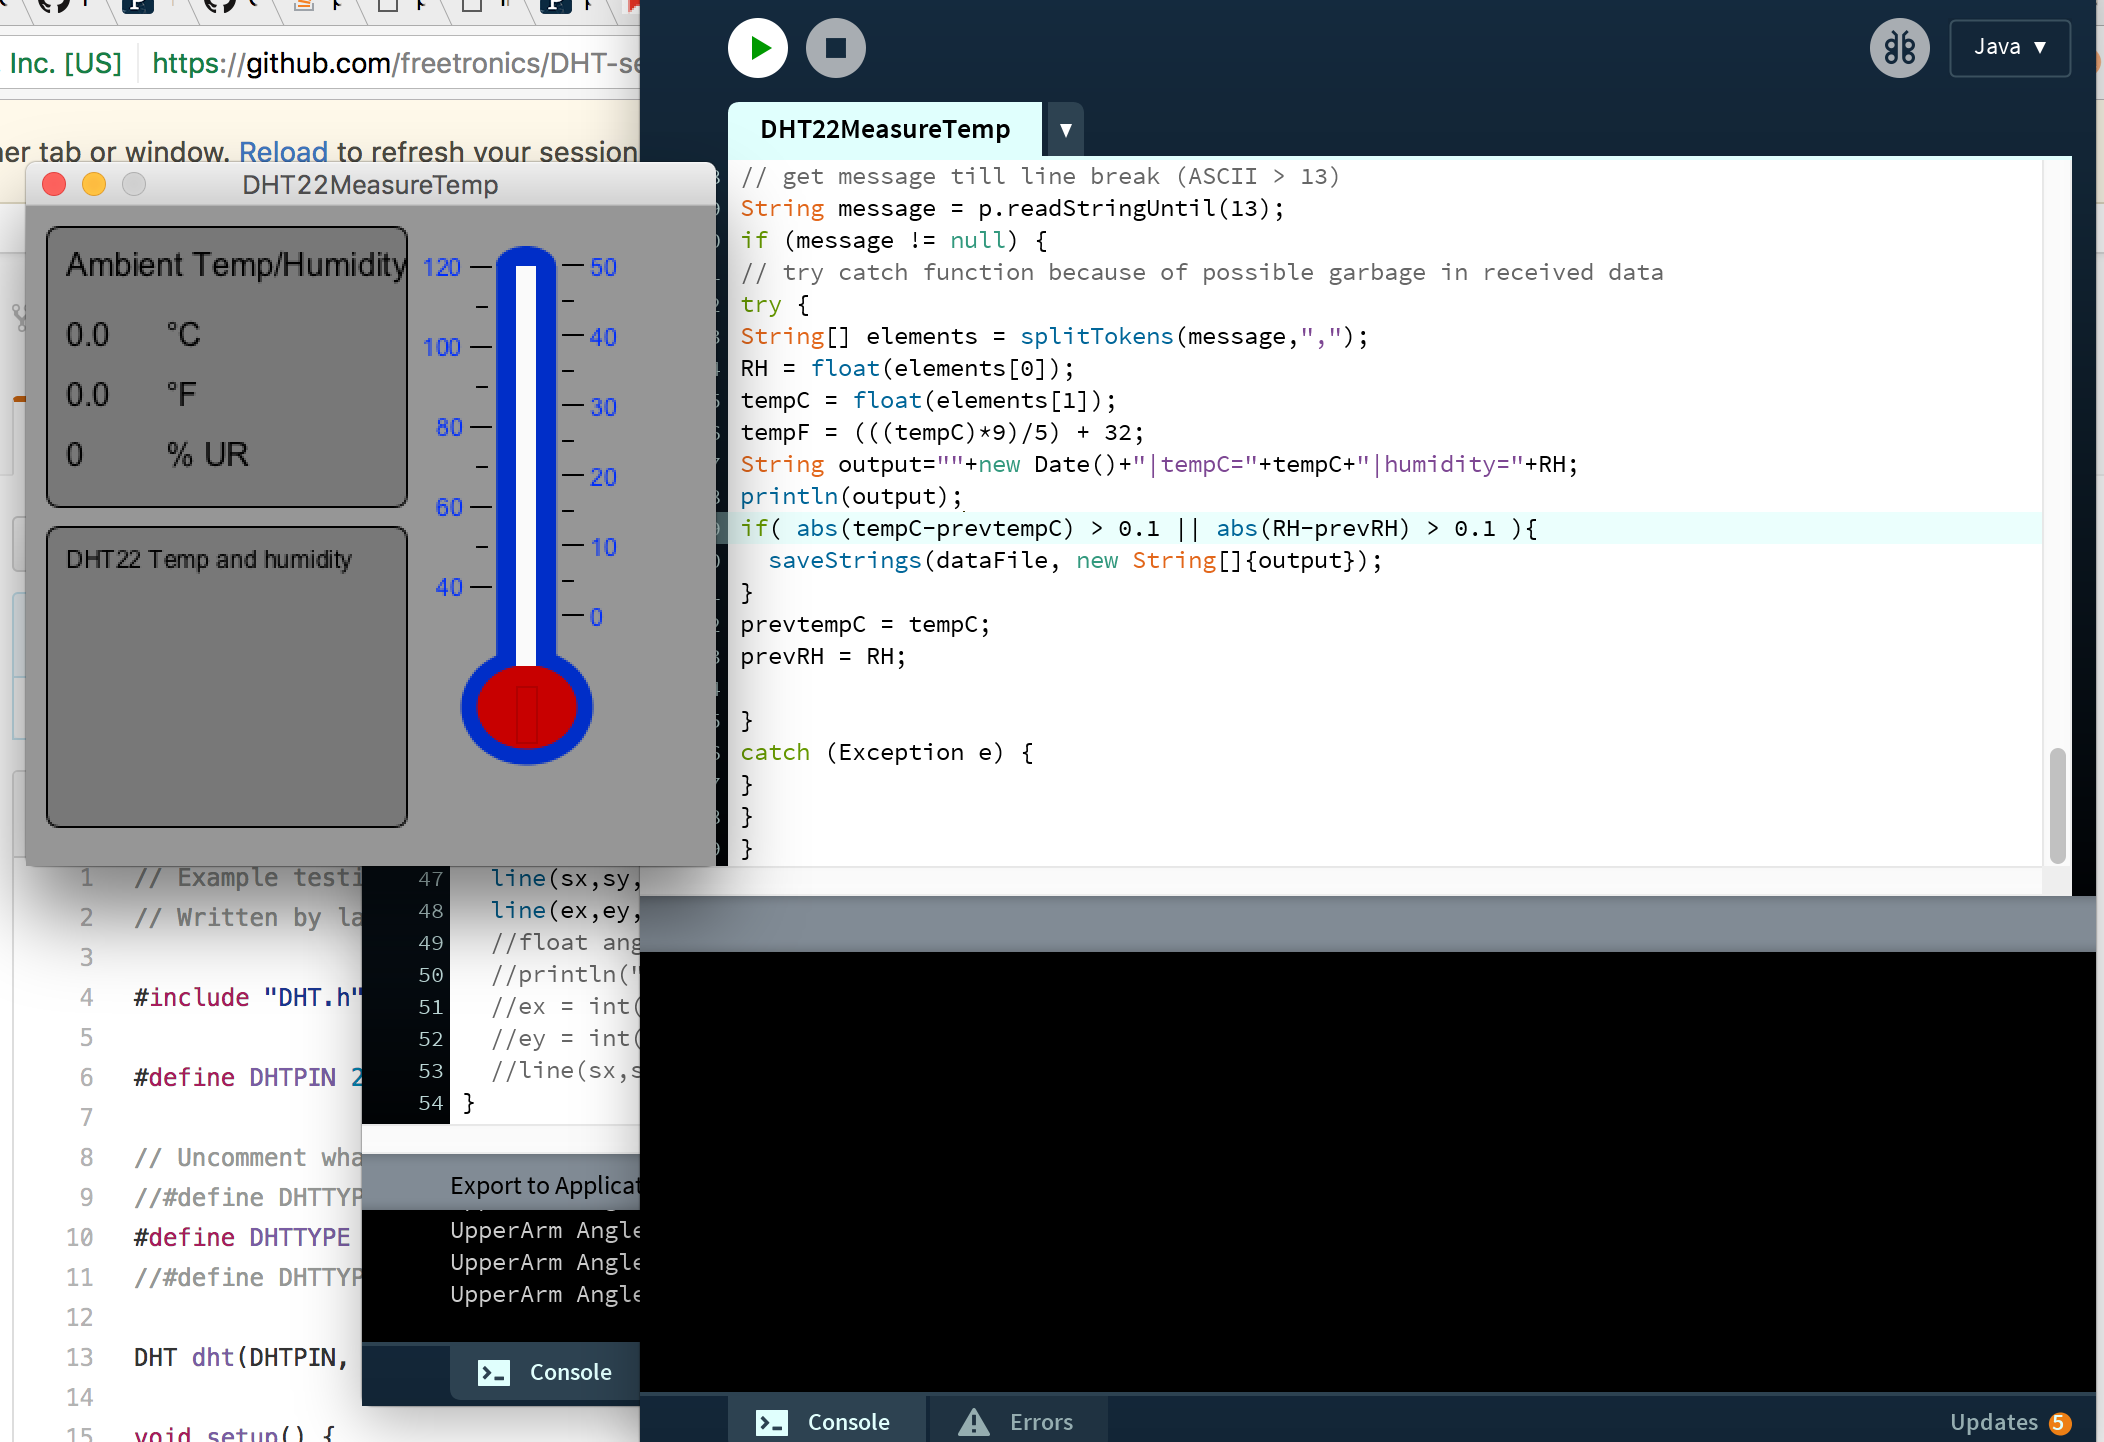 Inc. [US] https://github.com/freetronics/DHT-se
er tab or window. Reload to refresh your session
DHT22MeasureTemp
Ambient Temp/Humidity
0.0 °C
0.0 °F
0 % UR
DHT22 Temp and humidity
120
100
80
60
40
50
40
30
20
10
0
Java ▼
DHT22MeasureTemp ▼
// get message till line break (ASCII > 13)
String message = p.readStringUntil(13);
if (message != null) {
// try catch function because of possible garbage in received data
try {
String[] elements = splitTokens(message,",");
RH = float(elements[0]);
tempC = float(elements[1]);
tempF = (((tempC)*9)/5) + 32;
String output=""+new Date()+"|tempC="+tempC+"|humidity="+RH;
println(output);
if( abs(tempC-prevtempC) > 0.1 || abs(RH-prevRH) > 0.1 ){
saveStrings(dataFile, new String[]{output});
}
prevtempC = tempC;
prevRH = RH;
}
catch (Exception e) {
}
}
}
1 // Example testi
2 // Written by la
3
4 #include "DHT.h"
5
6 #define DHTPIN 2
7
8 // Uncomment wha
9 //#define DHTTYP
10 #define DHTTYPE
11 //#define DHTTYP
12
13 DHT dht(DHTPIN,
14
15 void setup() {
47 line(sx,sy,
48 line(ex,ey,
49 //float ang
50 //println("
51 //ex = int(
52 //ey = int(
53 //line(sx,s
54 }
Export to Applicat
UpperArm Angle
UpperArm Angle
UpperArm Angle
Console
Console
Errors
Updates 5